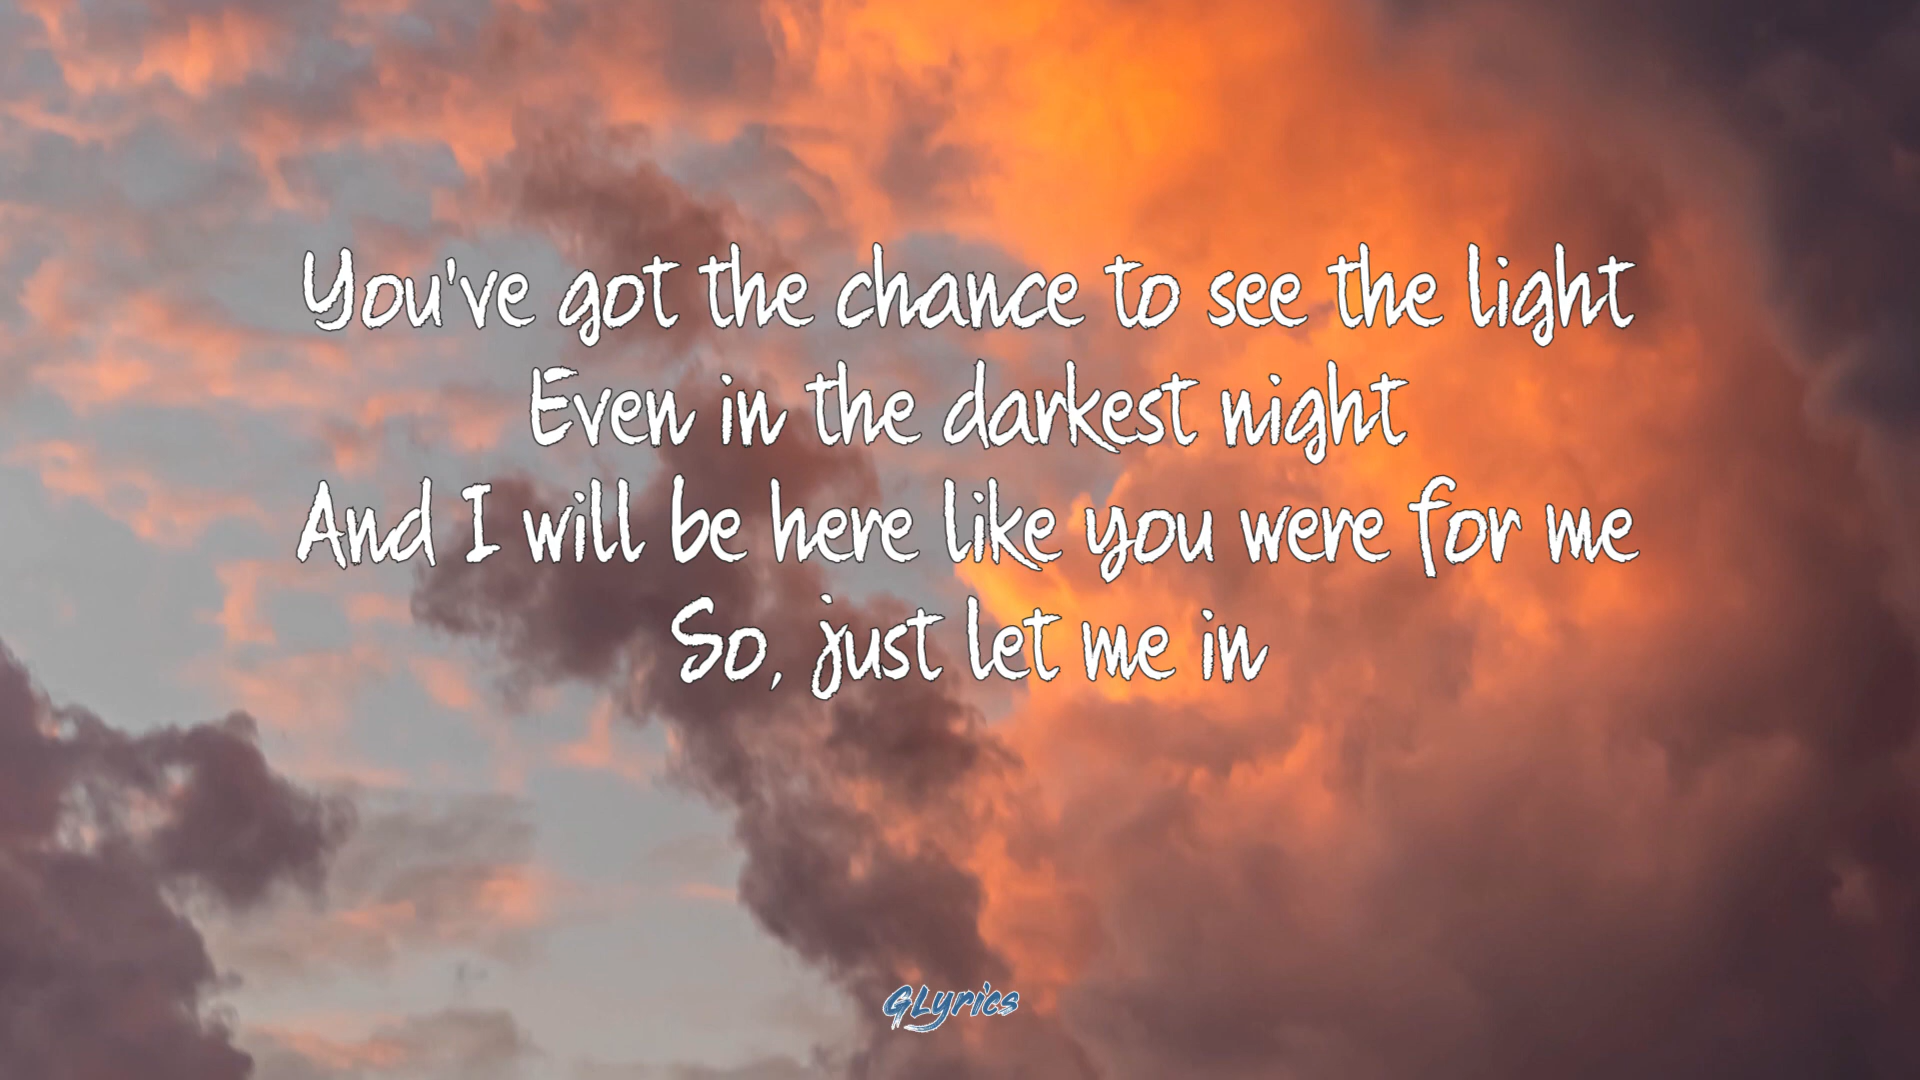 You've got the chance to see the light
Even in the darkest night
And I will be here like you were for me
So, just let me in
GLyrics